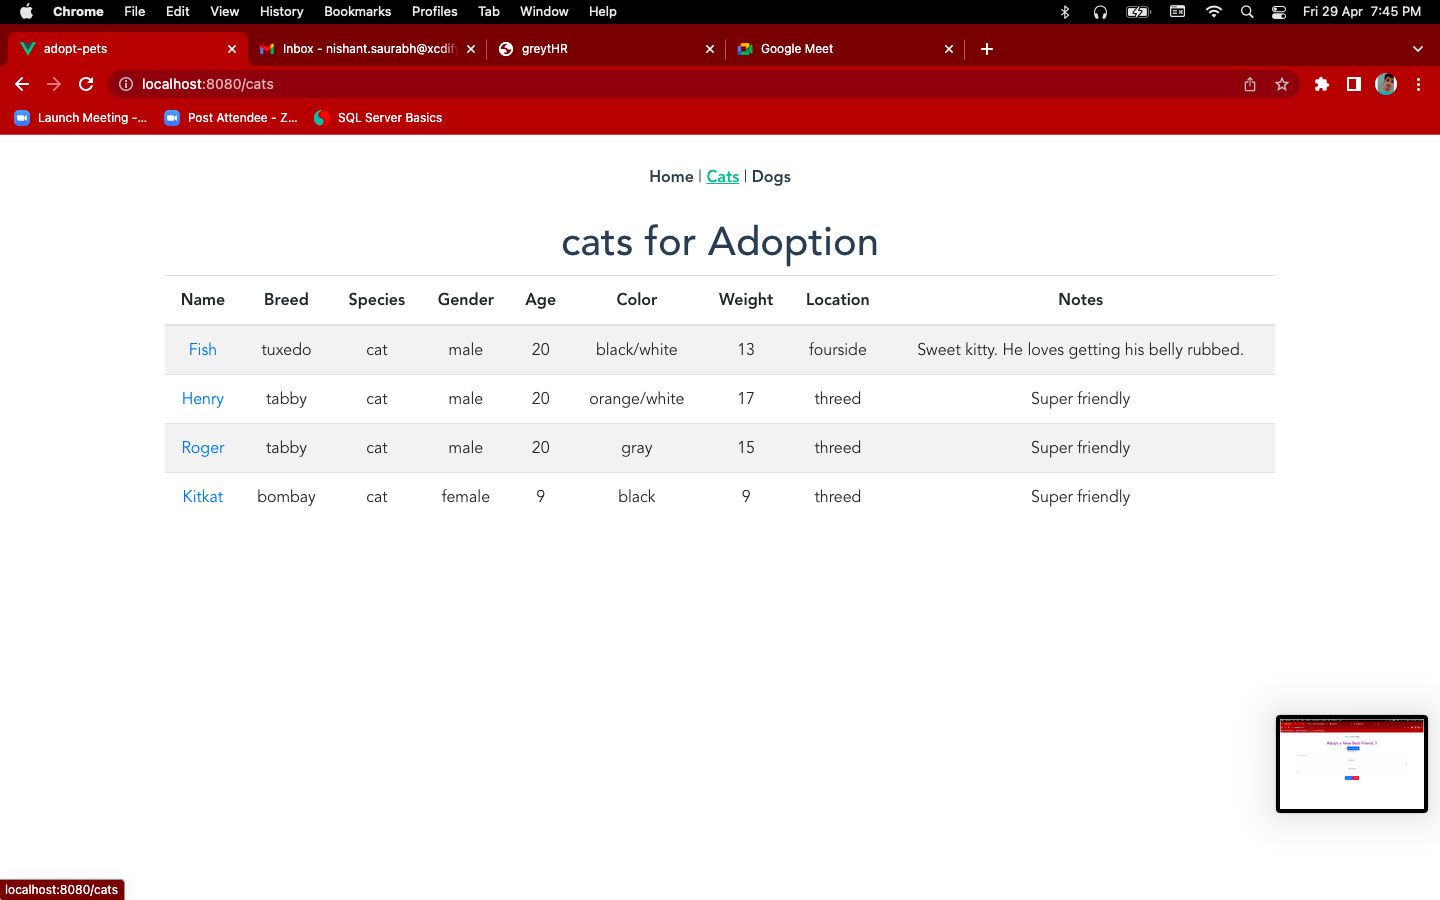 Chrome File Edit View History Bookmarks Profiles Tab Window Help Fri 29 Apr 7:45 PM
adopt-pets Inbox - nishant.saurabh@xcdify greytHR Google Meet
localhost:8080/cats
Launch Meeting -... Post Attendee - Z... SQL Server Basics
Home | Cats | Dogs
cats for Adoption
Name Breed Species Gender Age Color Weight Location Notes
Fish tuxedo cat male 20 black/white 13 fourside Sweet kitty. He loves getting his belly rubbed.
Henry tabby cat male 20 orange/white 17 threed Super friendly
Roger tabby cat male 20 gray 15 threed Super friendly
Kitkat bombay cat female 9 black 9 threed Super friendly
Adopt a New Best Friend..!!
localhost:8080/cats